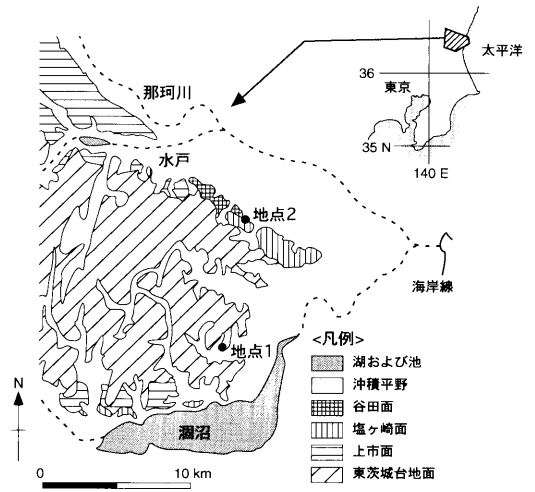 太平洋
36
東京
35 N
140 E
那珂川
水戸
地点2
海岸線
地点1
<凡例>
湖および池
沖積平野
谷田面
塩ヶ崎面
上市面
東茨城台地面
涸沼
N
0
10 km